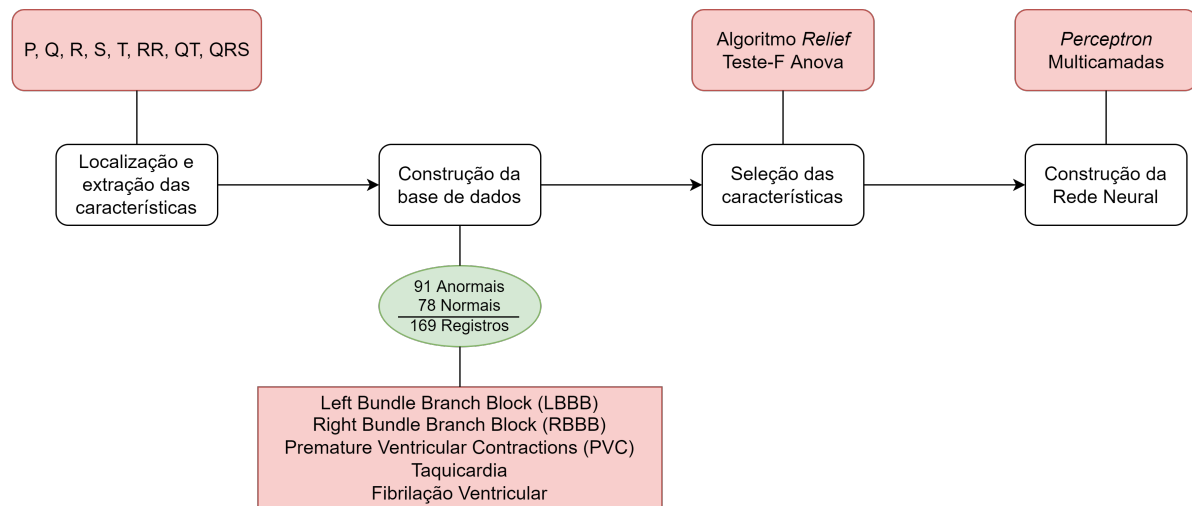 P, Q, R, S, T, RR, QT, QRS
Algoritmo Relief
Teste-F Anova
Perceptron
Multicamadas
Localização e
extração das
características
Construção da
base de dados
Seleção das
características
Construção da
Rede Neural
91 Anormais
78 Normais
169 Registros
Left Bundle Branch Block (LBBB)
Right Bundle Branch Block (RBBB)
Premature Ventricular Contractions (PVC)
Taquicardia
Fibrilação Ventricular